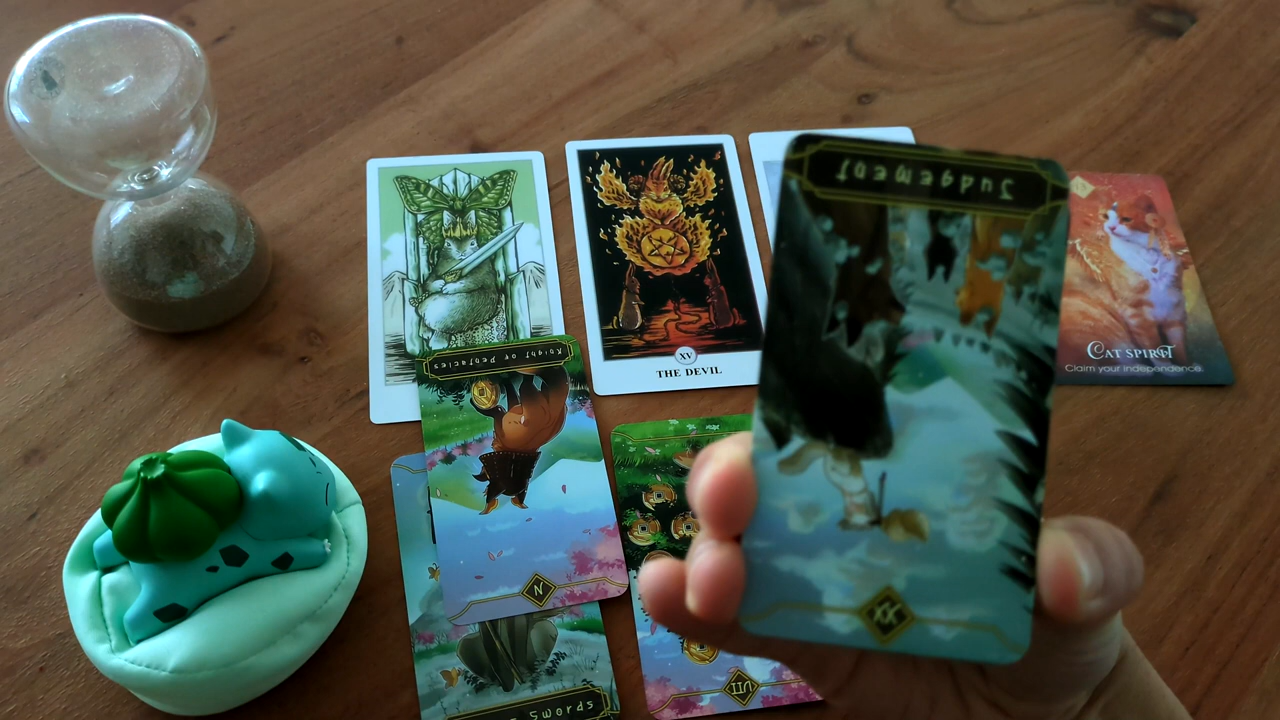 Judgement
XX
XV
THE DEVIL
CAT SPIRIT
Claim your independence.
Knight of Pentacles
N
Swords
VII